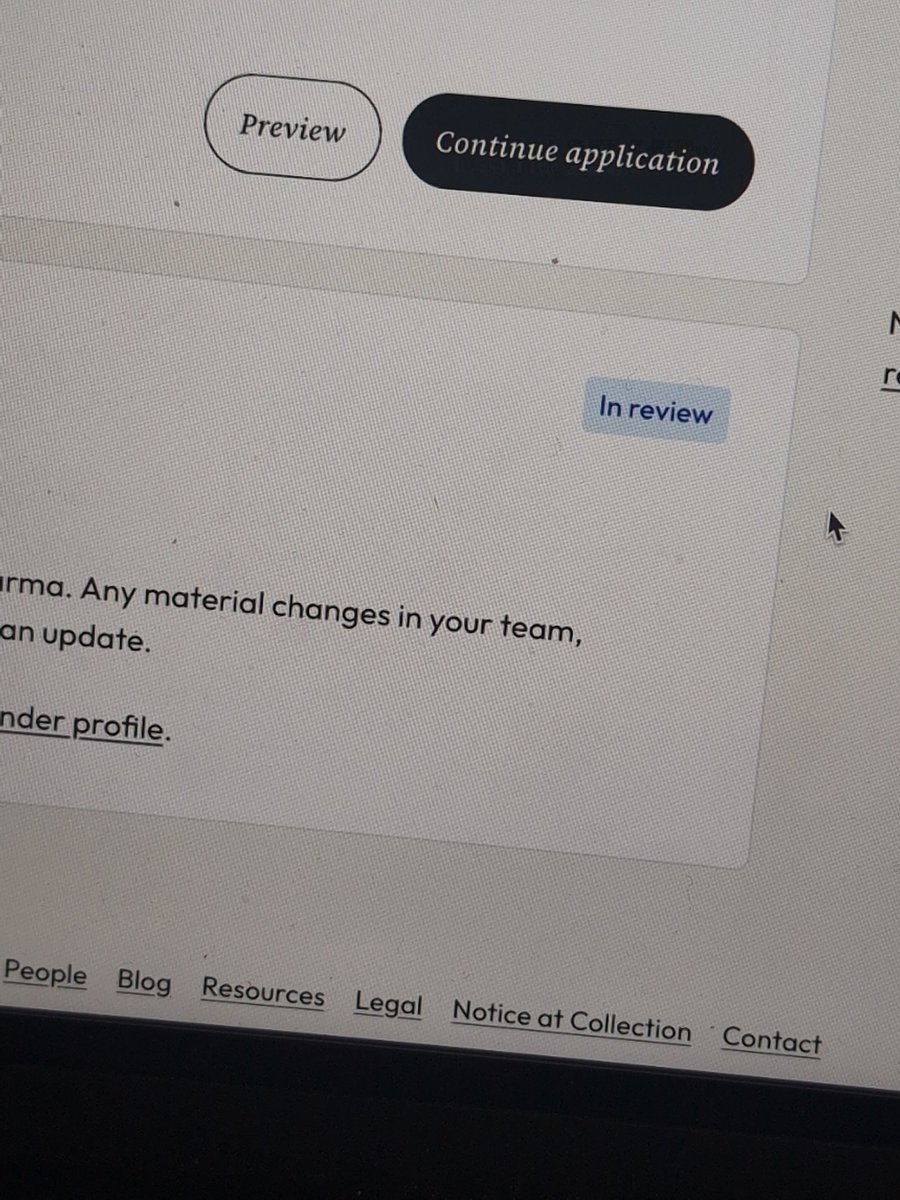 Preview
Continue application
In review
arma. Any material changes in your team,
an update.
nder profile.
People Blog Resources Legal Notice at Collection Contact